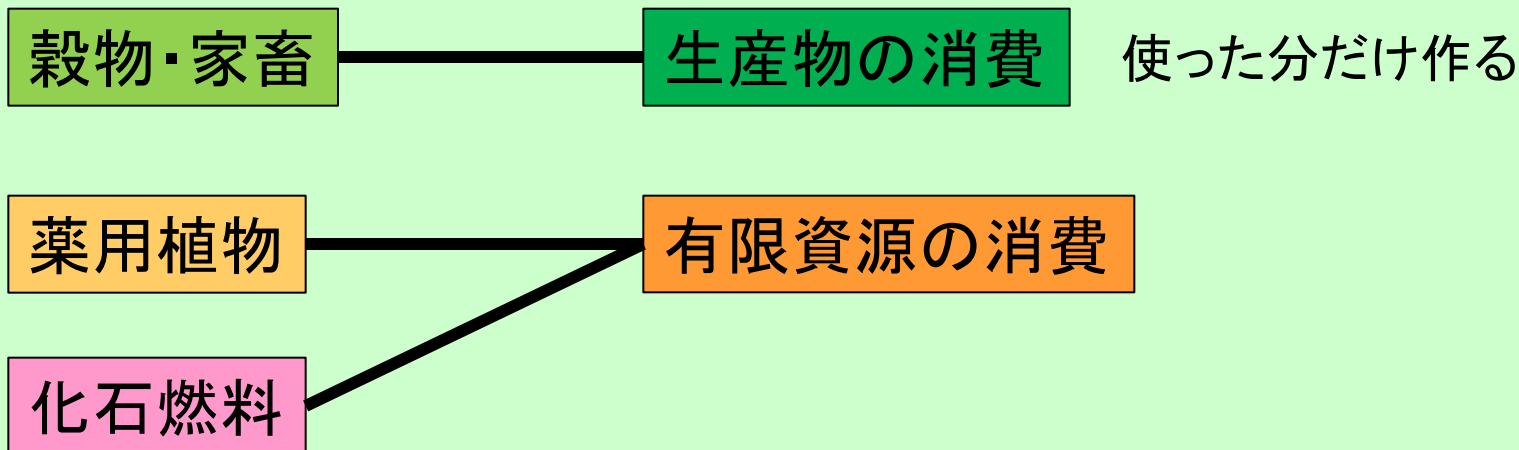 穀物・家畜
生産物の消費
使った分だけ作る
薬用植物
有限資源の消費
化石燃料